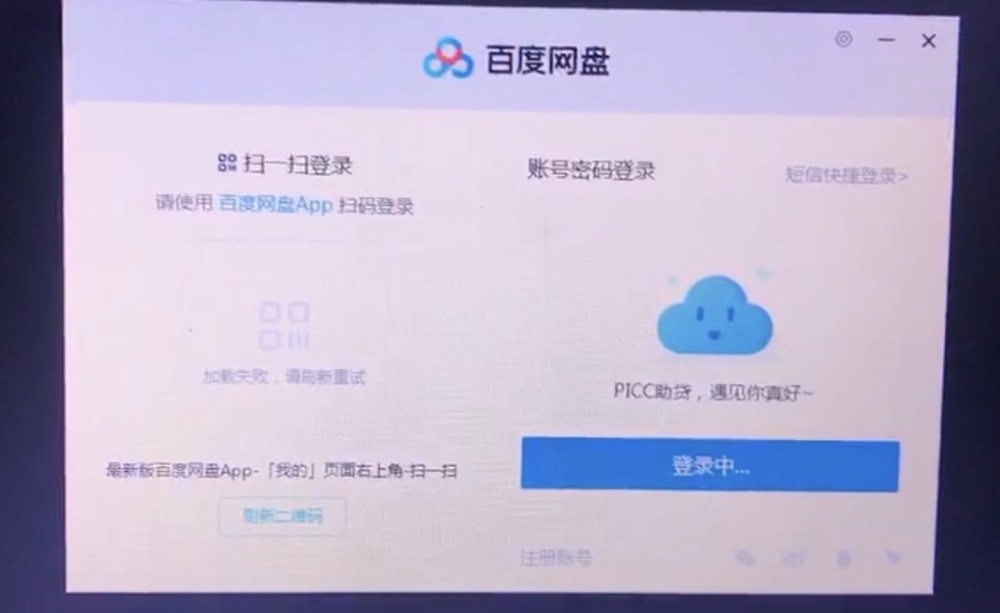 百度网盘
扫一扫登录
请使用 百度网盘App 扫码登录
加载失败，请刷新重试
最新版百度网盘App-「我的」页面右上角-扫一扫
刷新二维码
账号密码登录
短信快捷登录>
PICC助贷，遇见你真好~
登录中...
注册账号